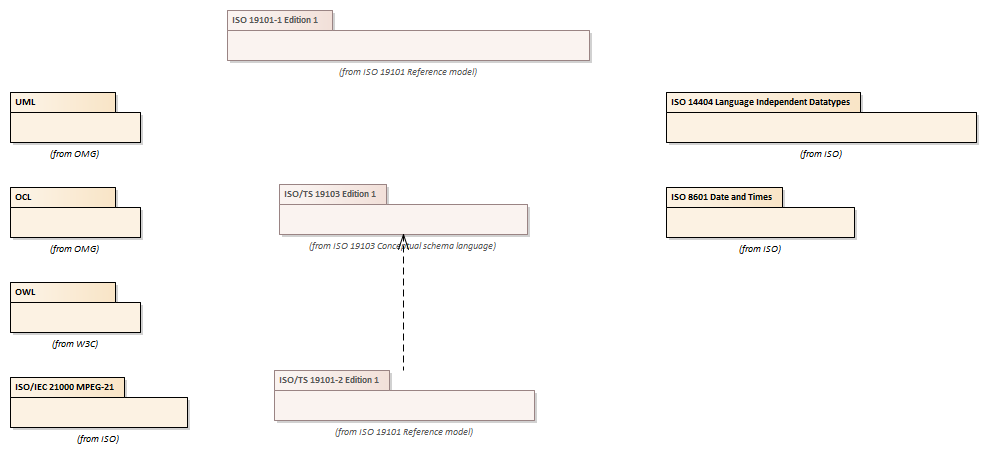 ISO 19101-1 Edition 1
(from ISO 19101 Reference model)
UML
(from OMG)
ISO 14404 Language Independent Datatypes
(from ISO)
OCL
(from OMG)
ISO/TS 19103 Edition 1
(from ISO 19103 Conceptual schema language)
ISO 8601 Date and Times
(from ISO)
OWL
(from W3C)
ISO/IEC 21000 MPEG-21
(from ISO)
ISO/TS 19101-2 Edition 1
(from ISO 19101 Reference model)